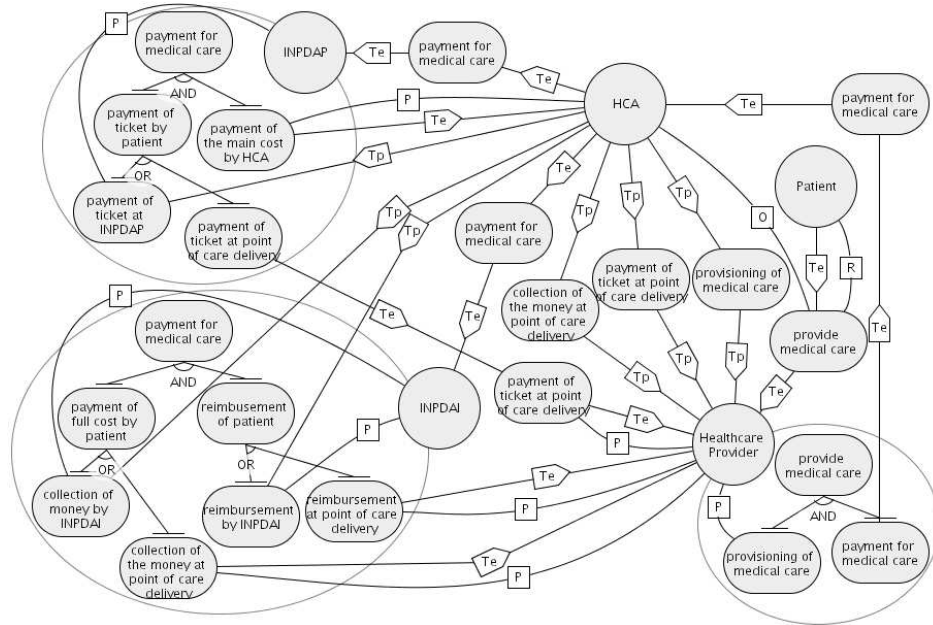 P
payment for
medical care
INPDAP
Te
payment for
medical care
Te
HCA
Te
payment for
medical care
AND
payment of
ticket by
patient
payment of
the main cost
by HCA
P
Te
Tp
OR
payment of
ticket at
INPDAP
payment of
ticket at point
of care delivery
Tp
Tp
Te
payment for
medical care
Te
Tp
Tp
Tp
O
Patient
Te
R
collection of
the money at
point of care
delivery
payment of
ticket at point
of care delivery
provisioning of
medical care
provide
medical care
Te
P
Te
payment for
medical care
AND
payment of
full cost by
patient
reimbusement
of patient
INPDAI
payment of
ticket at point
of care delivery
Tp
Tp
Tp
Te
Te
P
P
Healthcare
Provider
OR
OR
collection of
money by
INPDAI
reimbursement
by INPDAI
reimbursement
at point of care
delivery
Te
P
collection of
the money at
point of care
delivery
Te
P
provide
medical care
P
AND
provisioning of
medical care
payment for
medical care